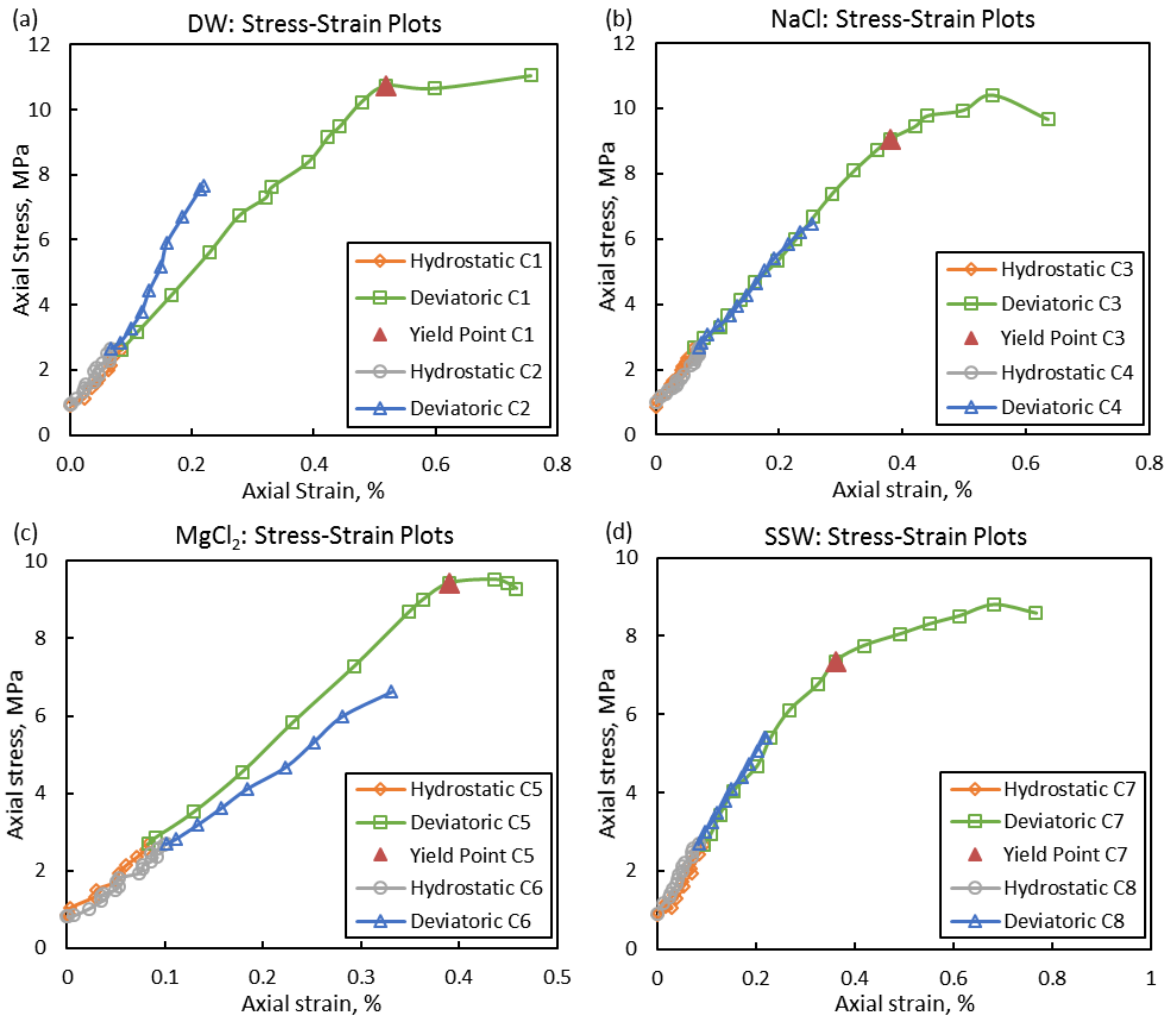 (a)
DW: Stress-Strain Plots
12
10
8
6
4
2
0
Axial Stress, MPa
0.0 0.2 0.4 0.6 0.8
Axial Strain, %
Hydrostatic C1
Deviatoric C1
Yield Point C1
Hydrostatic C2
Deviatoric C2
(b)
NaCl: Stress-Strain Plots
12
10
8
6
4
2
0
Axial stress, MPa
0 0.2 0.4 0.6 0.8
Axial strain, %
Hydrostatic C3
Deviatoric C3
Yield Point C3
Hydrostatic C4
Deviatoric C4
(c)
MgCl₂: Stress-Strain Plots
10
8
6
4
2
0
Axial stress, MPa
0 0.1 0.2 0.3 0.4 0.5
Axial strain, %
Hydrostatic C5
Deviatoric C5
Yield Point C5
Hydrostatic C6
Deviatoric C6
(d)
SSW: Stress-Strain Plots
10
8
6
4
2
0
Axial stress, MPa
0 0.2 0.4 0.6 0.8 1
Axial strain, %
Hydrostatic C7
Deviatoric C7
Yield Point C7
Hydrostatic C8
Deviatoric C8